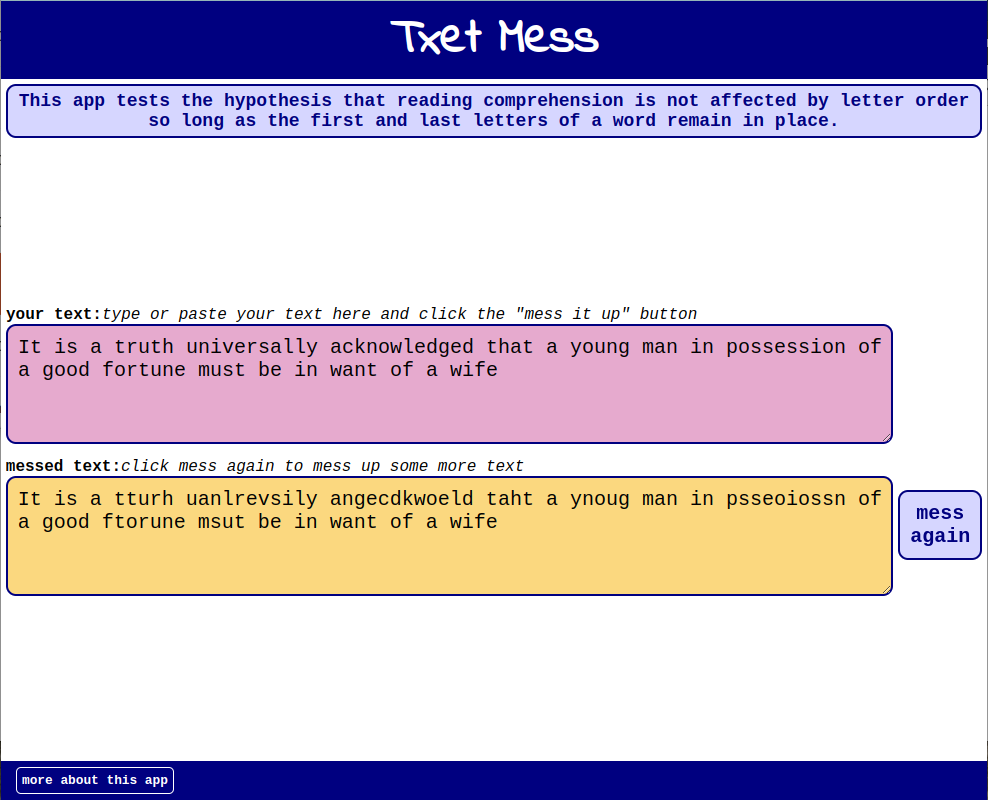 Txet Mess
This app tests the hypothesis that reading comprehension is not affected by letter order
so long as the first and last letters of a word remain in place.
your text:type or paste your text here and click the "mess it up" button
It is a truth universally acknowledged that a young man in possession of
a good fortune must be in want of a wife
messed text:click mess again to mess up some more text
It is a tturh uanlrevsily angecdkwoeld taht a ynoug man in psseoiossn of
a good ftorune msut be in want of a wife
mess
again
more about this app